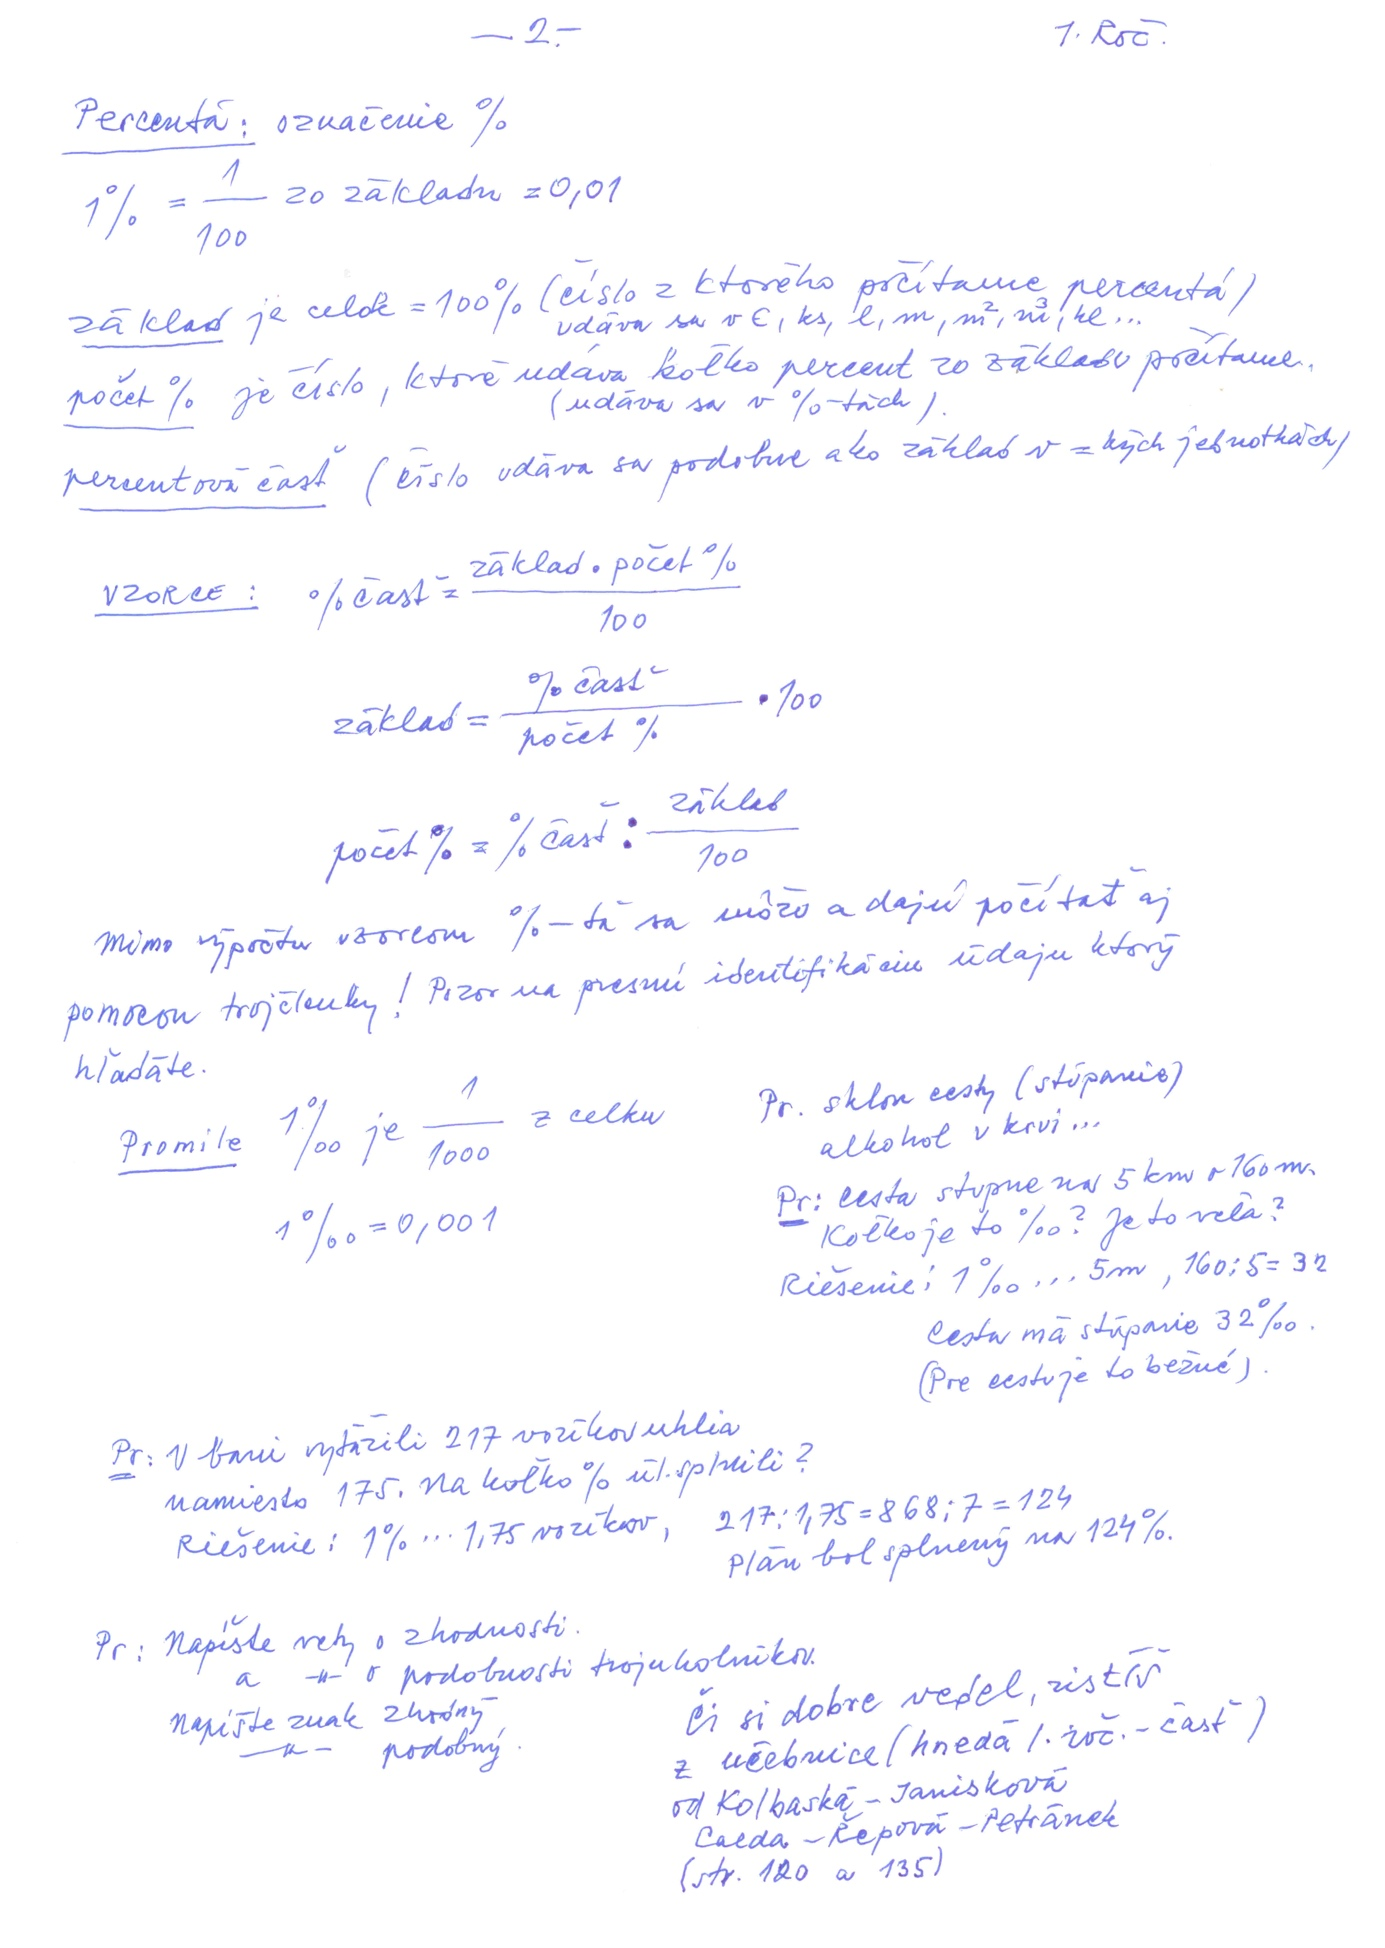 — 2. — 1. Roč.
Percentá: označenie %
1% = 1/100 zo základu = 0,01
základ je celok = 100% (číslo z ktorého počítame percentá)
udáva sa v €, ks, l, m, m², m³, hl...
počet % je číslo, ktoré udáva koľko percent zo základu počítame.
(udáva sa v %-tách).
percentová časť (číslo udáva sa podobne ako základ v = kých jednotkách)
VZORCE: % časť = základ . počet % / 100
základ = % časť / počet % . 100
počet % = % časť : základ / 100
Mimo výpočtu vzorcom %-tá sa môžu a dajú počítať aj
pomocou trojčlenky! Pozor na presnú identifikáciu údaju ktorý
hľadáte.
Promile 1‰ je 1/1000 z celku
1‰ = 0,001
Pr. sklon cesty (stúpanie)
alkohol v krvi...
Pr: Cesta stúpne na 5 km o 160 m.
Koľko je to ‰? Je to veľa?
Riešenie: 1‰ ... 5m, 160:5=32
Cesta má stúpanie 32‰.
(Pre cestu je to bežné).
Pr: V bani vyťážili 217 vozíkov uhlia
namiesto 175. Na koľko % úl. splnili?
Riešenie: 1% ... 1,75 vozíkov, 217:1,75=868:7=124
Plán bol splnený na 124%.
Pr: Napíšte vety o zhodnosti.
a -"- o podobnosti trojuholníkov.
Napíšte znak zhodný
-"- podobný.
Či si dobre vedel, zistíš
z učebnice (hnedá 1. roč. - časť)
od Kolbaská - Janisková
Calda - Řepová - Petránek
(str. 120 a 135)